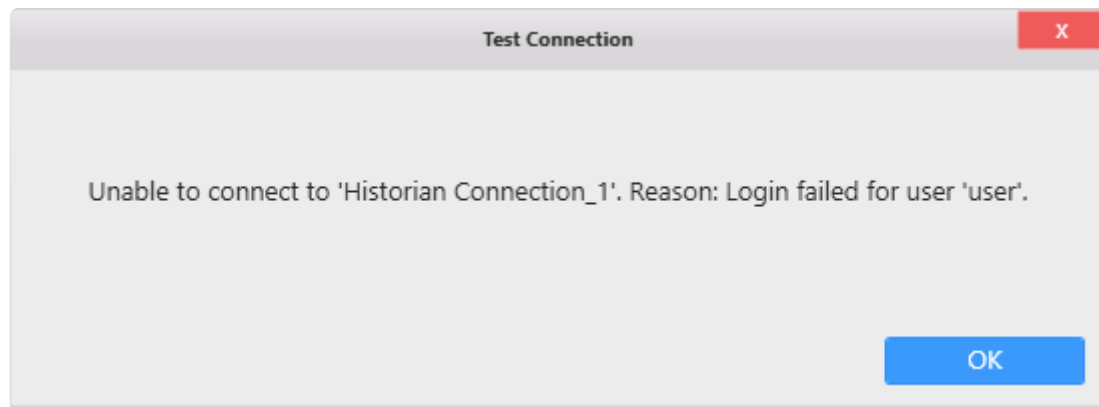 Test Connection
X
Unable to connect to 'Historian Connection_1'. Reason: Login failed for user 'user'.
OK